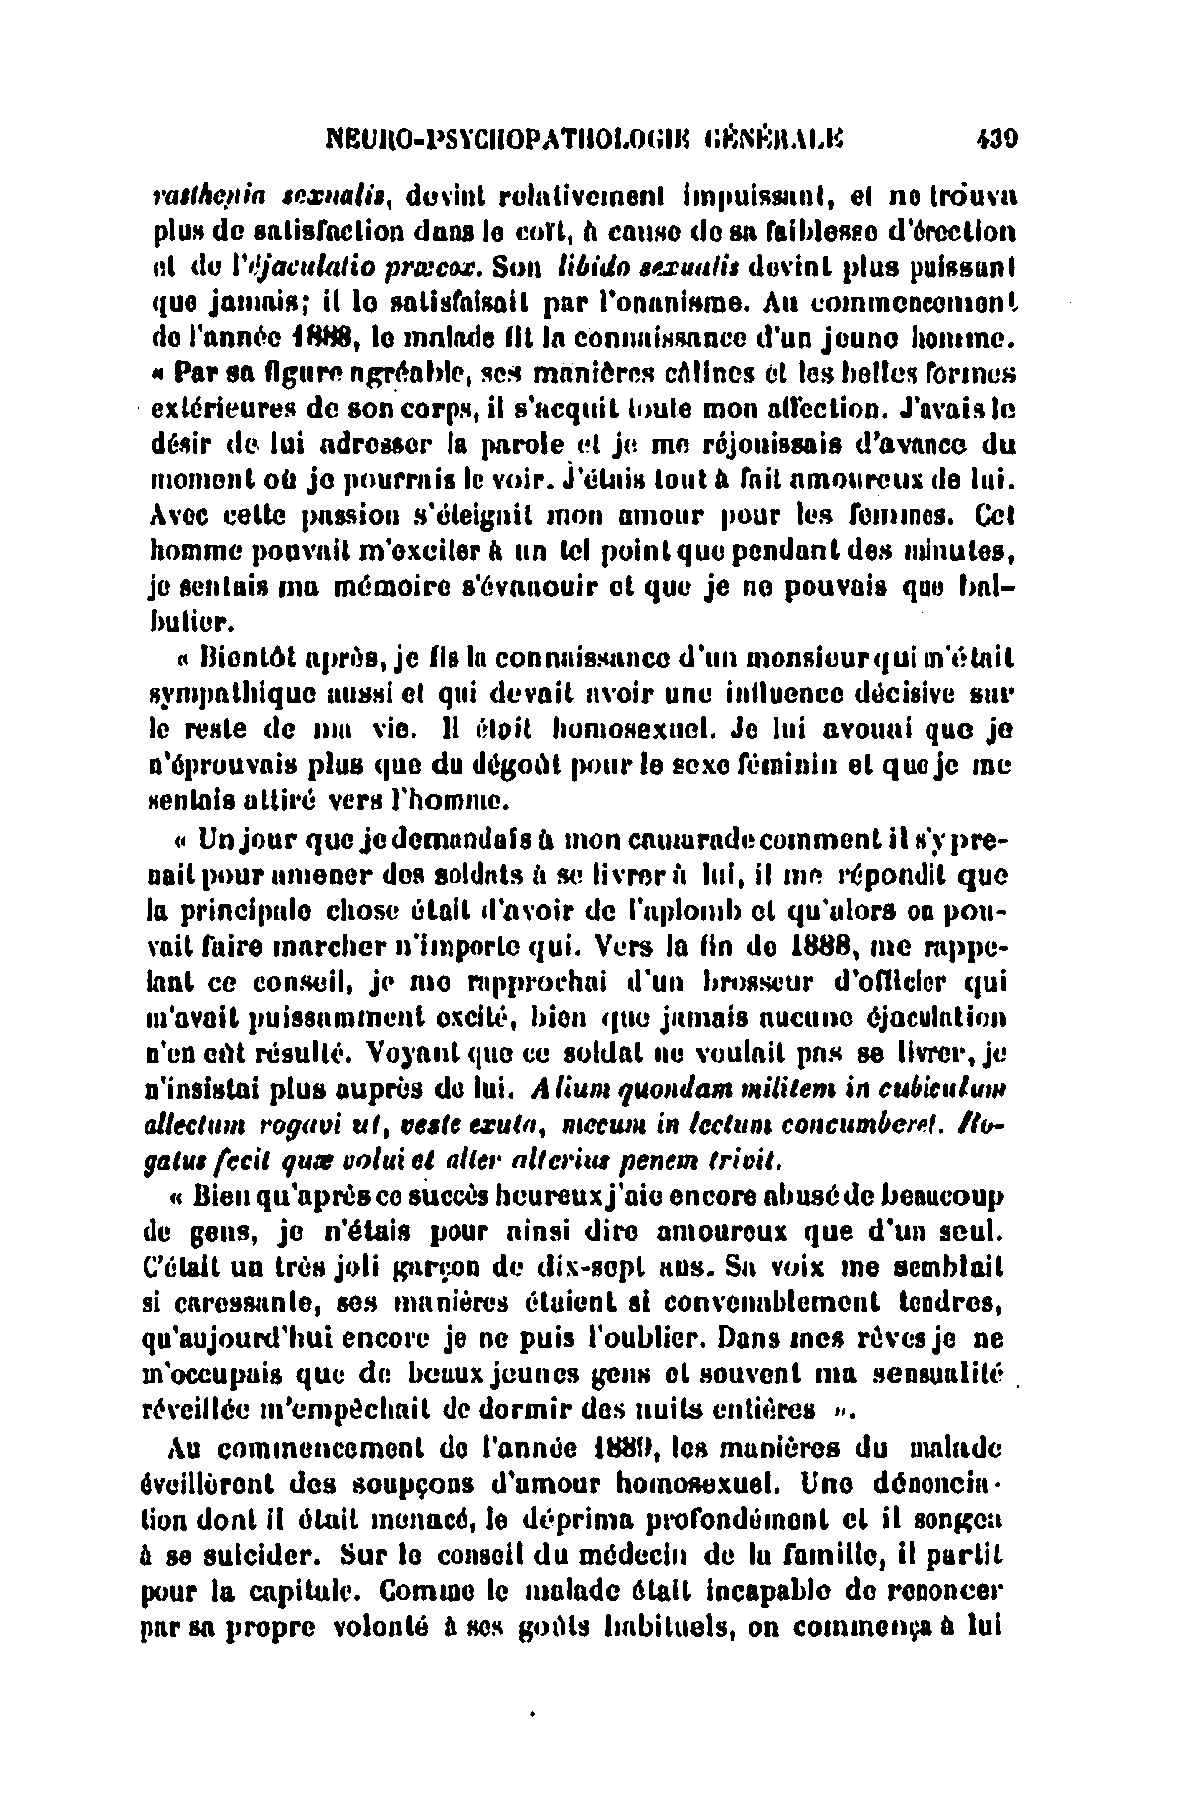 NEURO-PSYCHOPATHOLOGIE GÉNÉRALE 439
rasthenia sexualis, devint relativement impuissant, et ne trouva
plus de satisfaction dans le coït, à cause de sa faiblesse d'érection
et de l'éjaculatio præcox. Son libido sexualis devint plus puissant
que jamais; il le satisfaisait par l'onanisme. Au commencement
de l'année 1888, le malade fit la connaissance d'un jeune homme.
« Par sa figure agréable, ses manières câlines et les belles formes
extérieures de son corps, il s'acquit toute mon affection. J'avais le
désir de lui adresser la parole et je me réjouissais d'avance du
moment où je pourrais le voir. J'étais tout à fait amoureux de lui.
Avec cette passion s'éteignit mon amour pour les femmes. Cet
homme pouvait m'exciter à un tel point que pendant des minutes,
je sentais ma mémoire s'évanouir et que je ne pouvais que bal-
butier.
« Bientôt après, je fis la connaissance d'un monsieur qui m'était
sympathique aussi et qui devait avoir une influence décisive sur
le reste de ma vie. Il était homosexuel. Je lui avouai que je
n'éprouvais plus que du dégoût pour le sexe féminin et que je me
sentais attiré vers l'homme.
« Un jour que je demandais à mon camarade comment il s'y pre-
nait pour amener des soldats à se livrer à lui, il me répondit que
la principale chose était d'avoir de l'aplomb et qu'alors on pou-
vait faire marcher n'importe qui. Vers la fin de 1888, me rappe-
lant ce conseil, je me rapprochai d'un brosseur d'officier qui
m'avait puissamment excité, bien que jamais aucune éjaculation
n'en eût résulté. Voyant que ce soldat ne voulait pas se livrer, je
n'insistai plus auprès de lui. Alium quondam militem in cubiculum
allectum rogavi ut, veste exuta, mecum in lectum concumberet. Ro-
gatus fecit quæ volui et alter alterius penem trivit.
« Bien qu'après ce succès heureux j'aie encore abusé de beaucoup
de gens, je n'étais pour ainsi dire amoureux que d'un seul.
C'était un très joli garçon de dix-sept ans. Sa voix me semblait
si caressante, ses manières étaient si convenablement tendres,
qu'aujourd'hui encore je ne puis l'oublier. Dans mes rêves je ne
m'occupais que de beaux jeunes gens et souvent ma sensualité
réveillée m'empêchait de dormir des nuits entières ».
Au commencement de l'année 1889, les manières du malade
éveillèrent des soupçons d'amour homosexuel. Une dénoncia-
tion dont il était menacé, le déprima profondément et il songea
à se suicider. Sur le conseil du médecin de la famille, il partit
pour la capitale. Comme le malade était incapable de renoncer
par sa propre volonté à ses goûts habituels, on commença à lui